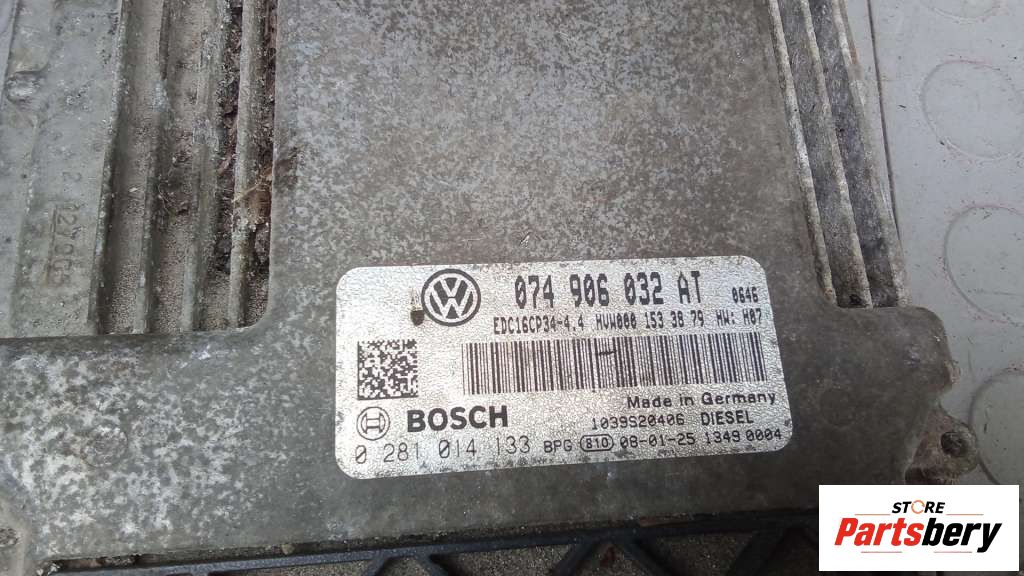 074 906 032 AT 0646
EDC16CP34-4.4 HVW000 153 38 79 HW: H07
Made in Germany
BOSCH
1039S20406 DIESEL
0 281 014 133 BPG 810 08-01-25 1349 0004
STORE
Partsbery